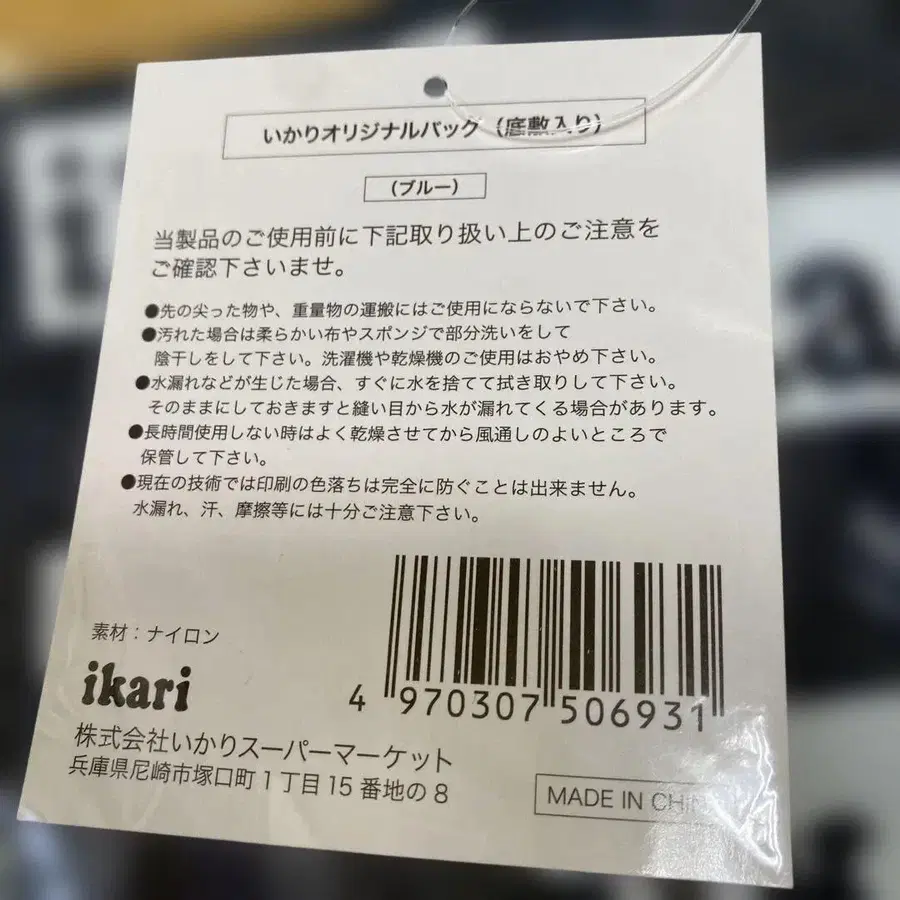 いかりオリジナルバッグ（底敷入り）
（ブルー）
当製品のご使用前に下記取り扱い上のご注意を
ご確認下さいませ。
●先の尖った物や、重量物の運搬にはご使用にならないで下さい。
●汚れた場合は柔らかい布やスポンジで部分洗いをして
陰干しをして下さい。洗濯機や乾燥機のご使用はおやめ下さい。
●水漏れなどが生じた場合、すぐに水を捨てて拭き取りして下さい。
そのままにしておきますと縫い目から水が漏れてくる場合があります。
●長時間使用しない時はよく乾燥させてから風通しのよいところで
保管して下さい。
●現在の技術では印刷の色落ちは完全に防ぐことは出来ません。
水漏れ、汗、摩擦等には十分ご注意下さい。
素材：ナイロン
ikari
4 970307 506931
株式会社いかりスーパーマーケット
兵庫県尼崎市塚口町1丁目15番地の8
MADE IN CHINA